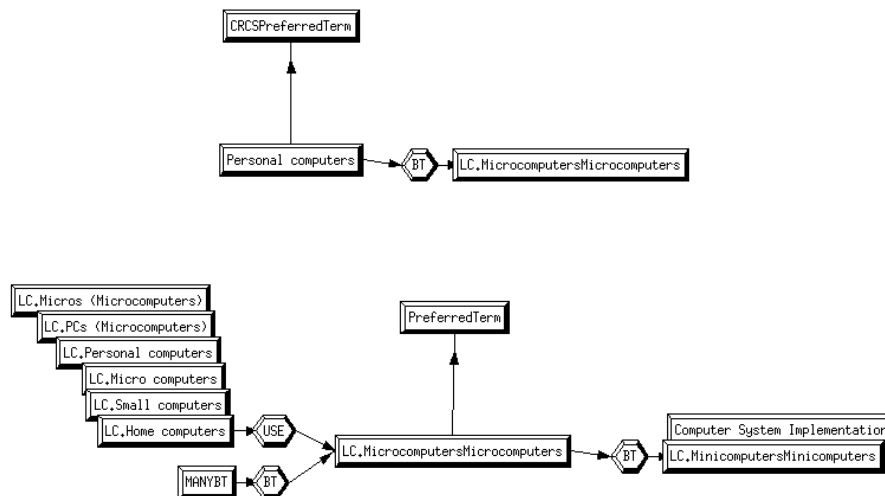 CRCSPreferredTerm
Personal computers
BT
LC.MicrocomputersMicrocomputers
LC.Micros (Microcomputers)
LC.PCs (Microcomputers)
LC.Personal computers
LC.Micro computers
LC.Small computers
LC.Home computers
USE
PreferredTerm
LC.MicrocomputersMicrocomputers
BT
Computer System Implementation
LC.MinicomputersMinicomputers
MANYBT
BT